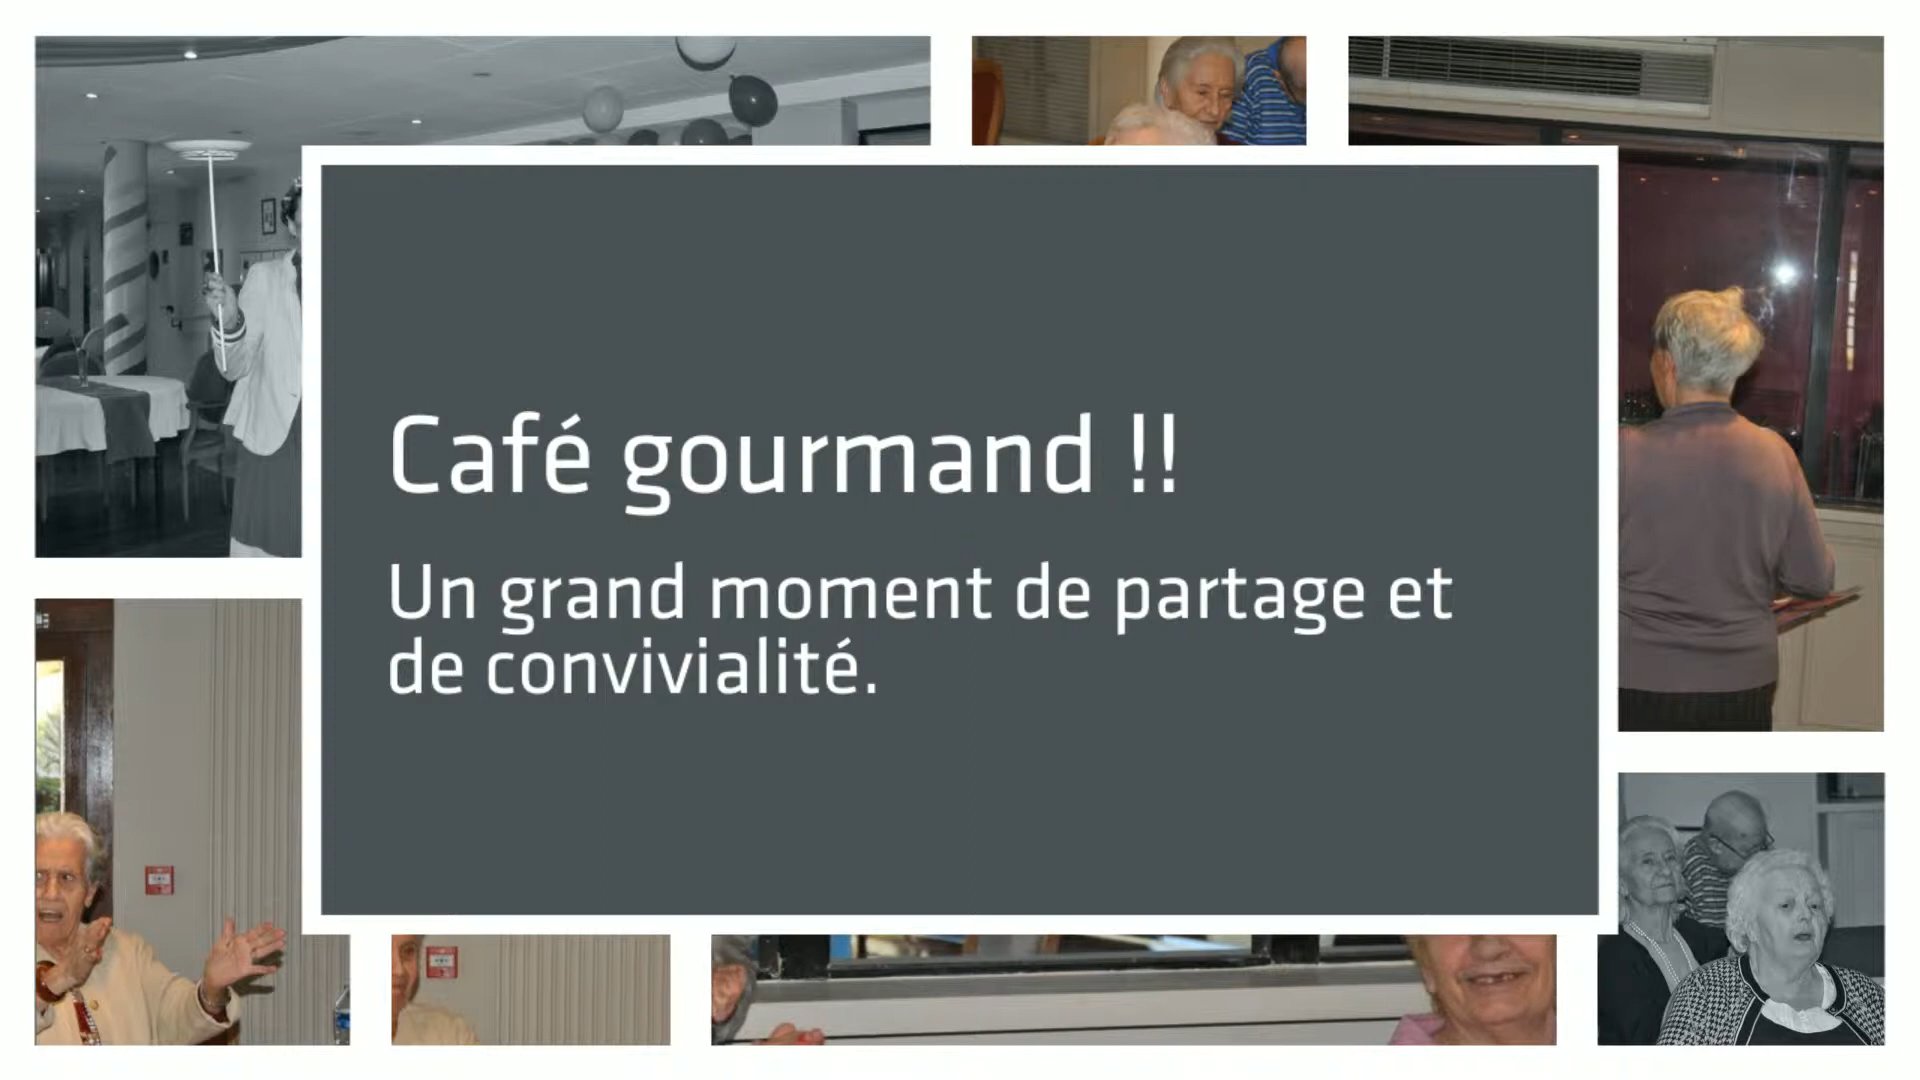 Café gourmand !!
Un grand moment de partage et
de convivialité.